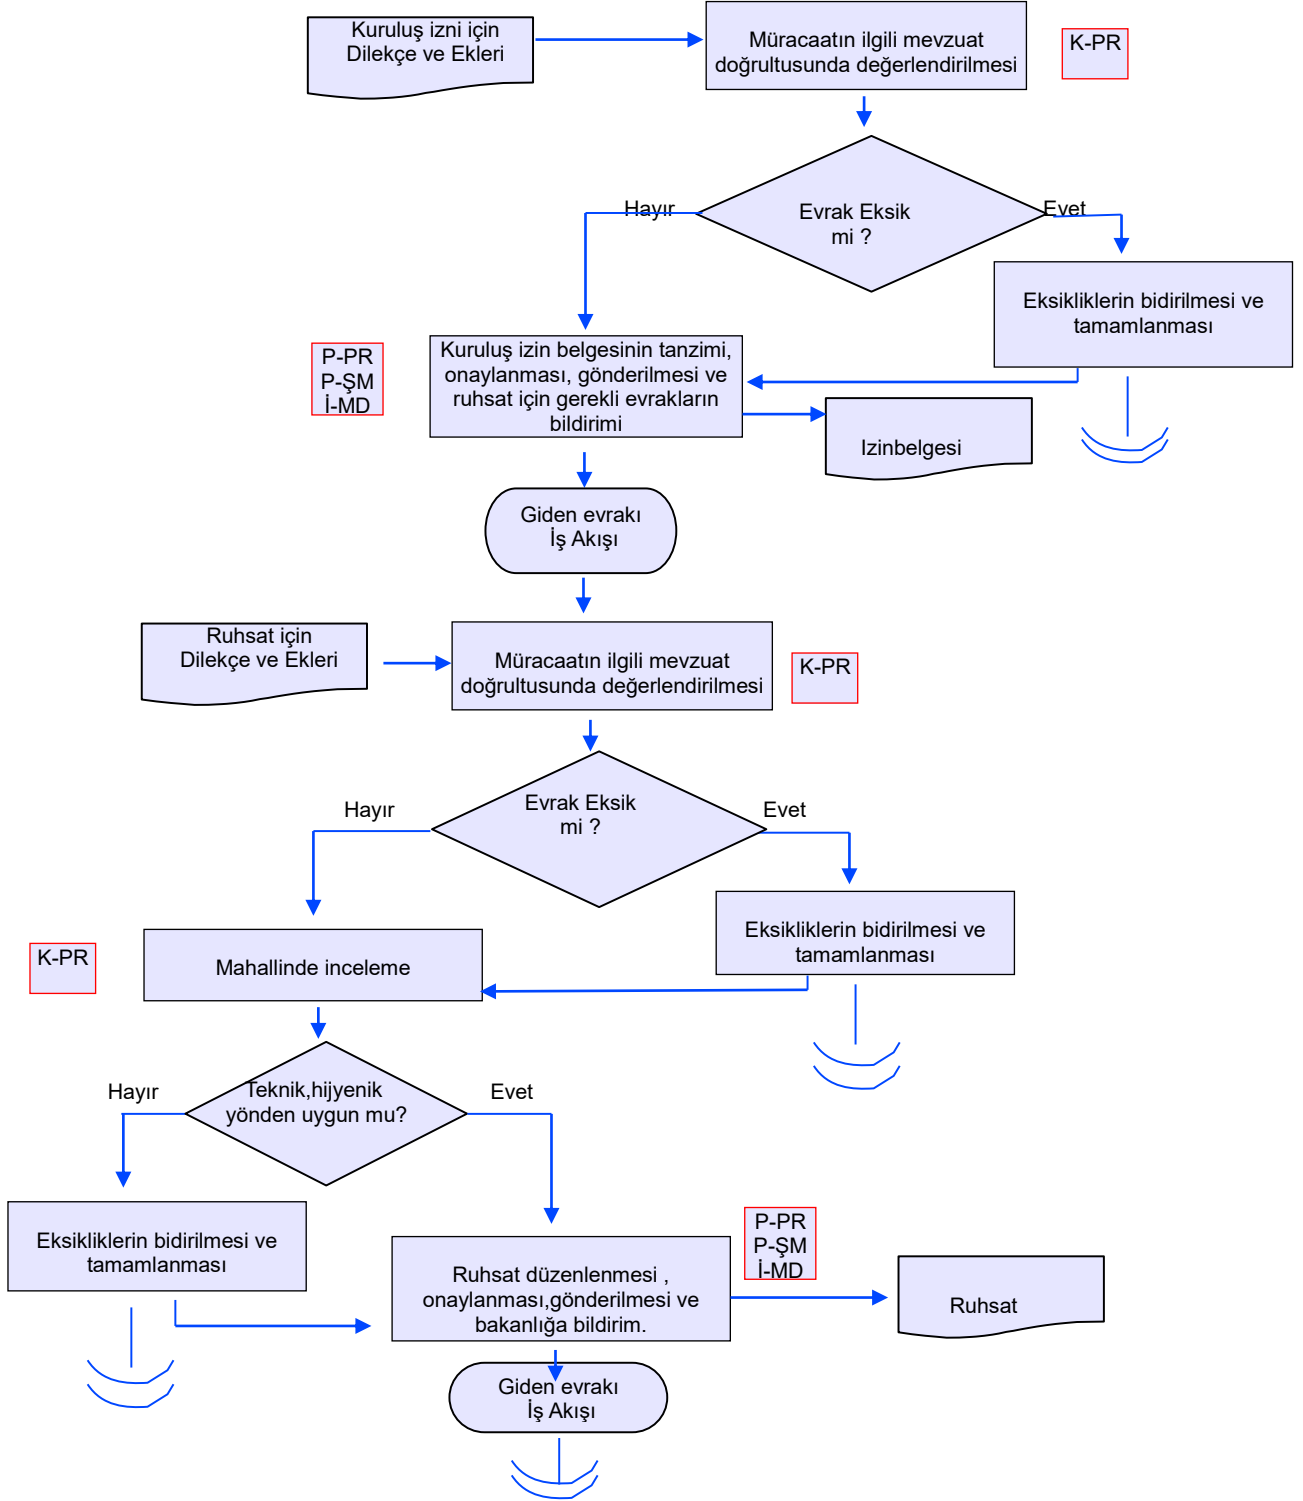 Kuruluş izni için
Dilekçe ve Ekleri
Müracaatın ilgili mevzuat
doğrultusunda değerlendirilmesi
K-PR
Hayır
Evrak Eksik
mi ?
Evet
Eksikliklerin bidirilmesi ve
tamamlanması
P-PR
P-ŞM
İ-MD
Kuruluş izin belgesinin tanzimi,
onaylanması, gönderilmesi ve
ruhsat için gerekli evrakların
bildirimi
Izinbelgesi
Giden evrakı
İş Akışı
Ruhsat için
Dilekçe ve Ekleri
Müracaatın ilgili mevzuat
doğrultusunda değerlendirilmesi
K-PR
Hayır
Evrak Eksik
mi ?
Evet
Eksikliklerin bidirilmesi ve
tamamlanması
K-PR
Mahallinde inceleme
Hayır
Teknik,hijyenik
yönden uygun mu?
Evet
Eksikliklerin bidirilmesi ve
tamamlanması
P-PR
P-ŞM
İ-MD
Ruhsat düzenlenmesi ,
onaylanması,gönderilmesi ve
bakanlığa bildirim.
Ruhsat
Giden evrakı
İş Akışı